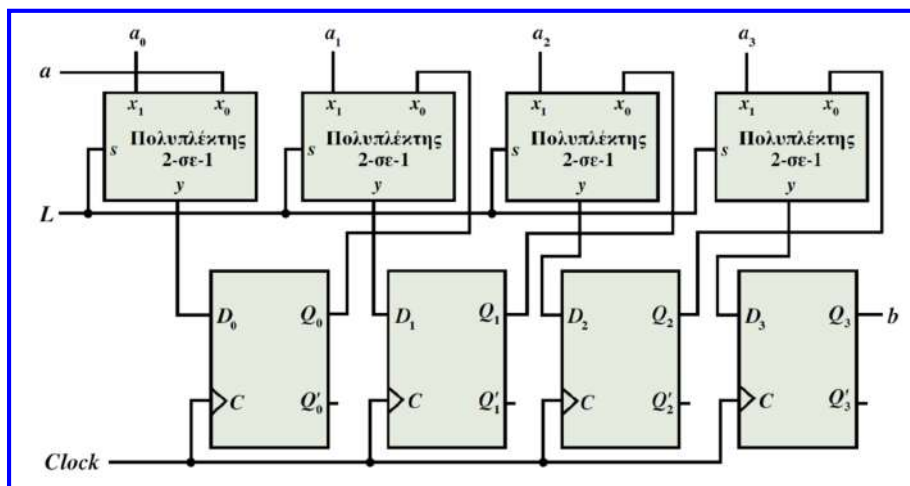 a₀ a₁ a₂ a₃
a
x₁ x₀ x₁ x₀ x₁ x₀ x₁ x₀
s Πολυπλέκτης s Πολυπλέκτης s Πολυπλέκτης s Πολυπλέκτης
2-σε-1 2-σε-1 2-σε-1 2-σε-1
y y y y
L
D₀ Q₀ D₁ Q₁ D₂ Q₂ D₃ Q₃ b
C Q′₀ C Q′₁ C Q′₂ C Q′₃
Clock